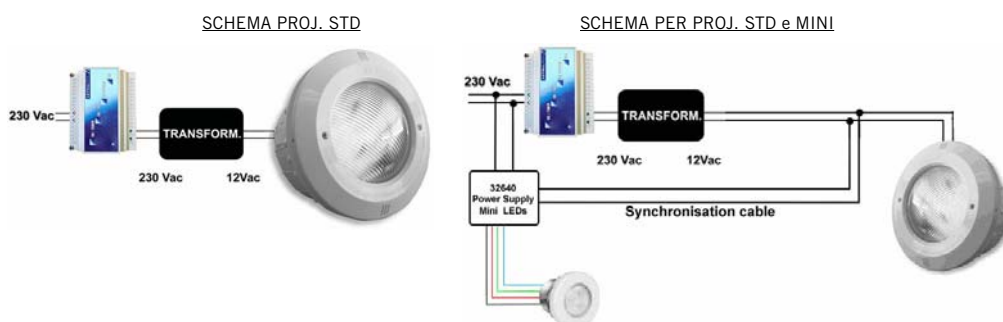 SCHEMA PROJ. STD
230 Vac
TRANSFORM.
230 Vac 12Vac
SCHEMA PER PROJ. STD e MINI
230 Vac
TRANSFORM.
230 Vac 12Vac
32640
Power Supply
Mini LEDs
Synchronisation cable